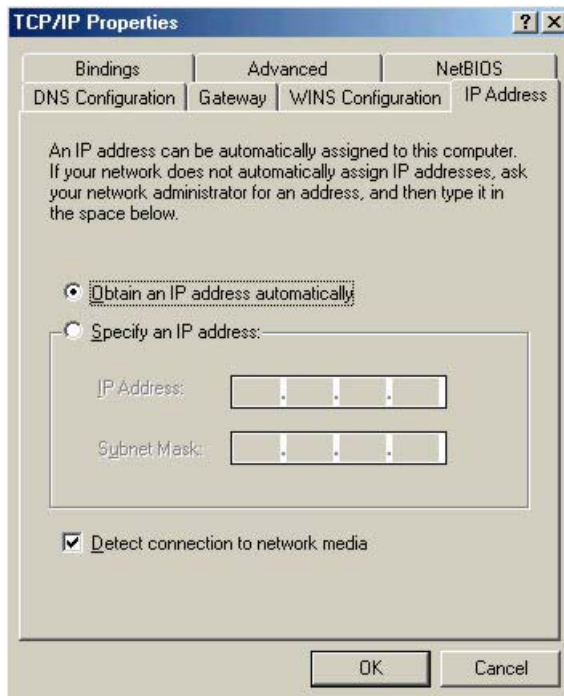 TCP/IP Properties
Bindings
Advanced
NetBIOS
DNS Configuration
Gateway
WINS Configuration
IP Address
An IP address can be automatically assigned to this computer.
If your network does not automatically assign IP addresses, ask
your network administrator for an address, and then type it in
the space below.
Obtain an IP address automatically
Specify an IP address:
IP Address:
Subnet Mask:
Detect connection to network media
OK
Cancel